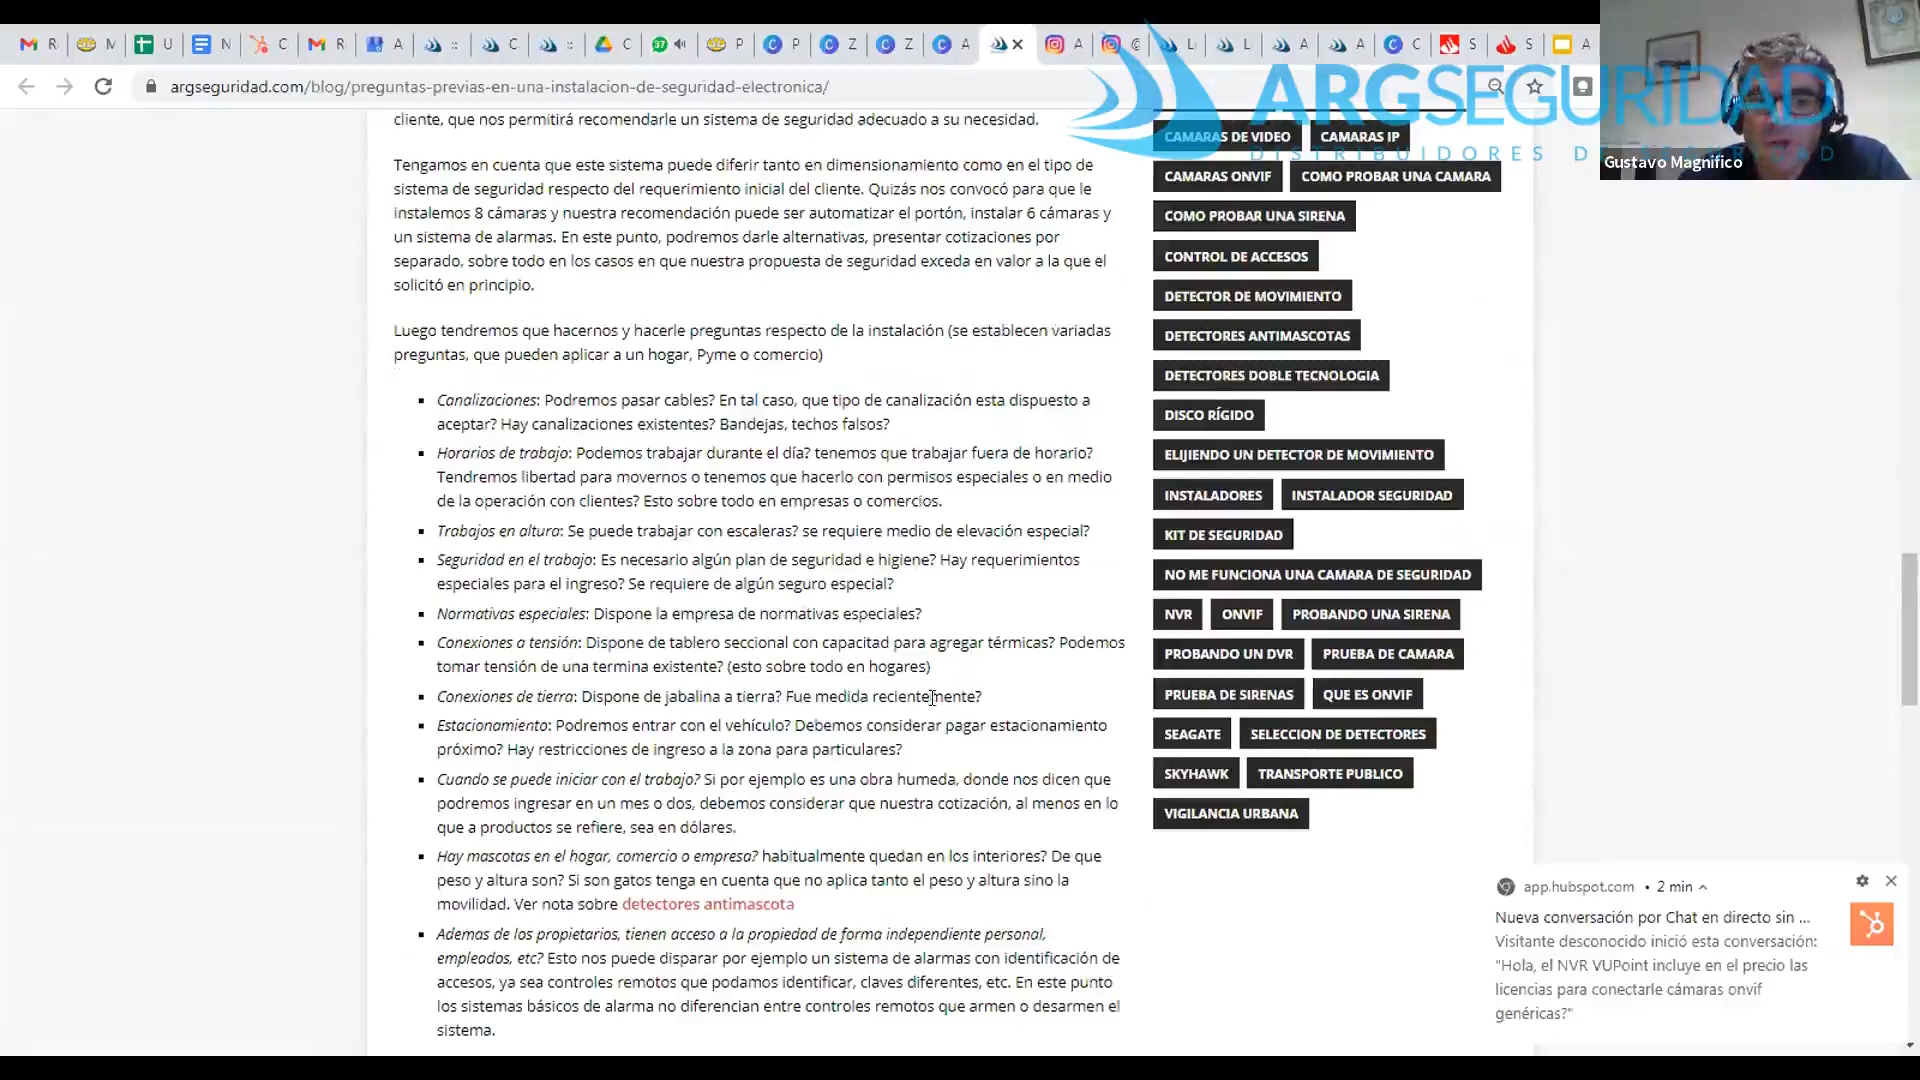 R
M
U
N
C
R
A
::
C
::
C
37
P
P
Z
Z
A
A
@
L
L
A
A
C
S
S
A
argseguridad.com/blog/preguntas-previas-en-una-instalacion-de-seguridad-electronica/
ARGSEGURIDAD
DISTRIBUIDORES DE SEGURIDAD
Gustavo Magnifico
cliente, que nos permitirá recomendarle un sistema de seguridad adecuado a su necesidad.
Tengamos en cuenta que este sistema puede diferir tanto en dimensionamiento como en el tipo de
sistema de seguridad respecto del requerimiento inicial del cliente. Quizás nos convocó para que le
instalemos 8 cámaras y nuestra recomendación puede ser automatizar el portón, instalar 6 cámaras y
un sistema de alarmas. En este punto, podremos darle alternativas, presentar cotizaciones por
separado, sobre todo en los casos en que nuestra propuesta de seguridad exceda en valor a la que el
solicitó en principio.
Luego tendremos que hacernos y hacerle preguntas respecto de la instalación (se establecen variadas
preguntas, que pueden aplicar a un hogar, Pyme o comercio)
Canalizaciones: Podremos pasar cables? En tal caso, que tipo de canalización esta dispuesto a
aceptar? Hay canalizaciones existentes? Bandejas, techos falsos?
Horarios de trabajo: Podemos trabajar durante el día? tenemos que trabajar fuera de horario?
Tendremos libertad para movernos o tenemos que hacerlo con permisos especiales o en medio
de la operación con clientes? Esto sobre todo en empresas o comercios.
Trabajos en altura: Se puede trabajar con escaleras? se requiere medio de elevación especial?
Seguridad en el trabajo: Es necesario algún plan de seguridad e higiene? Hay requerimientos
especiales para el ingreso? Se requiere de algún seguro especial?
Normativas especiales: Dispone la empresa de normativas especiales?
Conexiones a tensión: Dispone de tablero seccional con capacitad para agregar térmicas? Podemos
tomar tensión de una termina existente? (esto sobre todo en hogares)
Conexiones de tierra: Dispone de jabalina a tierra? Fue medida recientemente?
Estacionamiento: Podremos entrar con el vehículo? Debemos considerar pagar estacionamiento
próximo? Hay restricciones de ingreso a la zona para particulares?
Cuando se puede iniciar con el trabajo? Si por ejemplo es una obra humeda, donde nos dicen que
podremos ingresar en un mes o dos, debemos considerar que nuestra cotización, al menos en lo
que a productos se refiere, sea en dólares.
Hay mascotas en el hogar, comercio o empresa? habitualmente quedan en los interiores? De que
peso y altura son? Si son gatos tenga en cuenta que no aplica tanto el peso y altura sino la
movilidad. Ver nota sobre detectores antimascota
Ademas de los propietarios, tienen acceso a la propiedad de forma independiente personal,
empleados, etc? Esto nos puede disparar por ejemplo un sistema de alarmas con identificación de
accesos, ya sea controles remotos que podamos identificar, claves diferentes, etc. En este punto
los sistemas básicos de alarma no diferencian entre controles remotos que armen o desarmen el
sistema.
CAMARAS DE VIDEO CAMARAS IP
CAMARAS ONVIF COMO PROBAR UNA CAMARA
COMO PROBAR UNA SIRENA
CONTROL DE ACCESOS
DETECTOR DE MOVIMIENTO
DETECTORES ANTIMASCOTAS
DETECTORES DOBLE TECNOLOGIA
DISCO RÍGIDO
ELIJIENDO UN DETECTOR DE MOVIMIENTO
INSTALADORES INSTALADOR SEGURIDAD
KIT DE SEGURIDAD
NO ME FUNCIONA UNA CAMARA DE SEGURIDAD
NVR ONVIF PROBANDO UNA SIRENA
PROBANDO UN DVR PRUEBA DE CAMARA
PRUEBA DE SIRENAS QUE ES ONVIF
SEAGATE SELECCION DE DETECTORES
SKYHAWK TRANSPORTE PUBLICO
VIGILANCIA URBANA
app.hubspot.com • 2 min
Nueva conversación por Chat en directo sin ...
Visitante desconocido inició esta conversación:
"Hola, el NVR VUPoint incluye en el precio las
licencias para conectarle cámaras onvif
genéricas?"